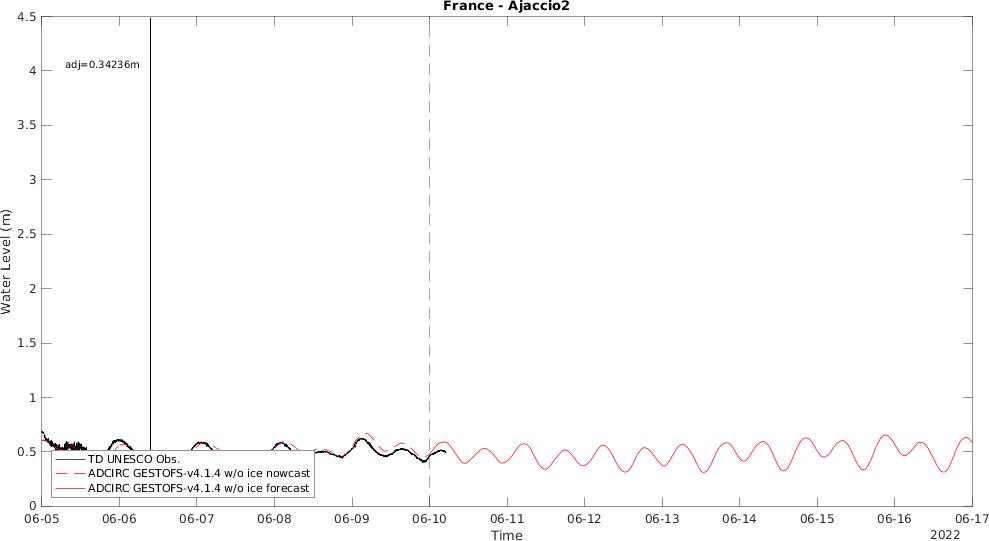 France - Ajaccio2
4.5
4
3.5
3
2.5
2
1.5
1
0.5
0
Water Level (m)
adj=0.34236m
TD UNESCO Obs.
ADCIRC GESTOFS-v4.1.4 w/o ice nowcast
ADCIRC GESTOFS-v4.1.4 w/o ice forecast
06-05 06-06 06-07 06-08 06-09 06-10 06-11 06-12 06-13 06-14 06-15 06-16 06-17
Time
2022